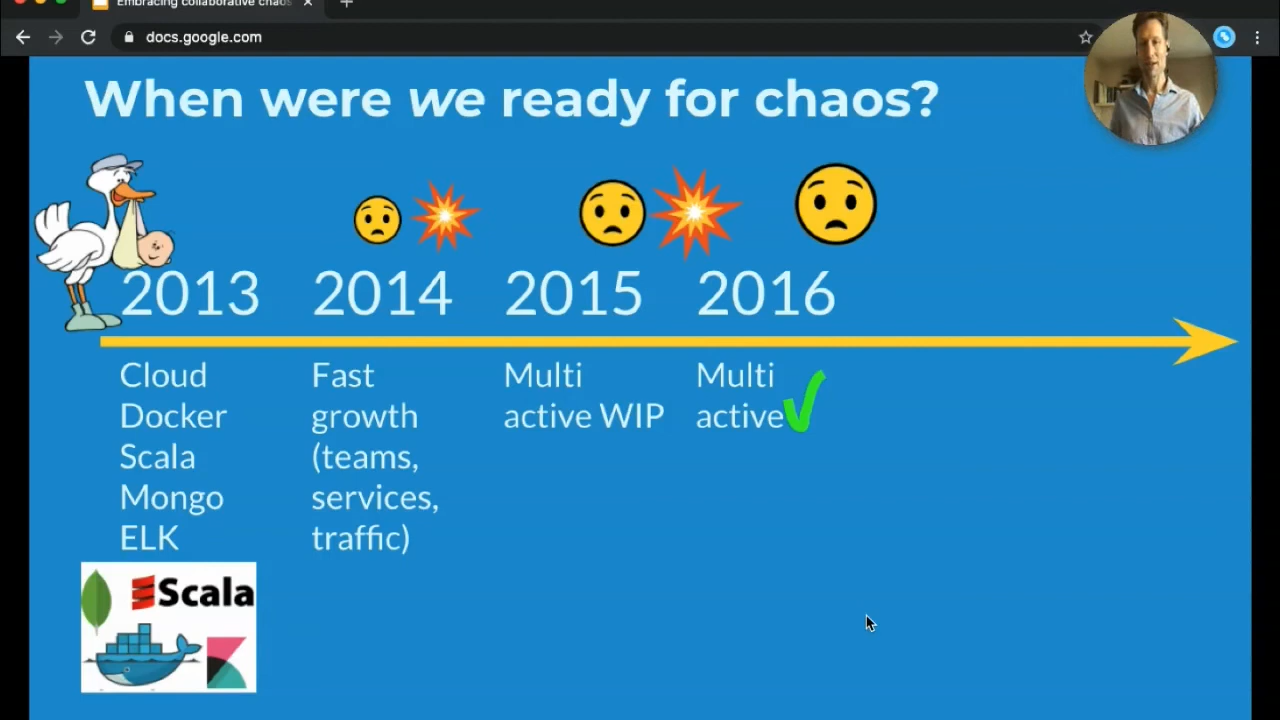 Embracing collaborative chaos
docs.google.com
When were we ready for chaos?
2013 2014 2015 2016
Cloud
Docker
Scala
Mongo
ELK
Fast
growth
(teams,
services,
traffic)
Multi
active WIP
Multi
active
Scala